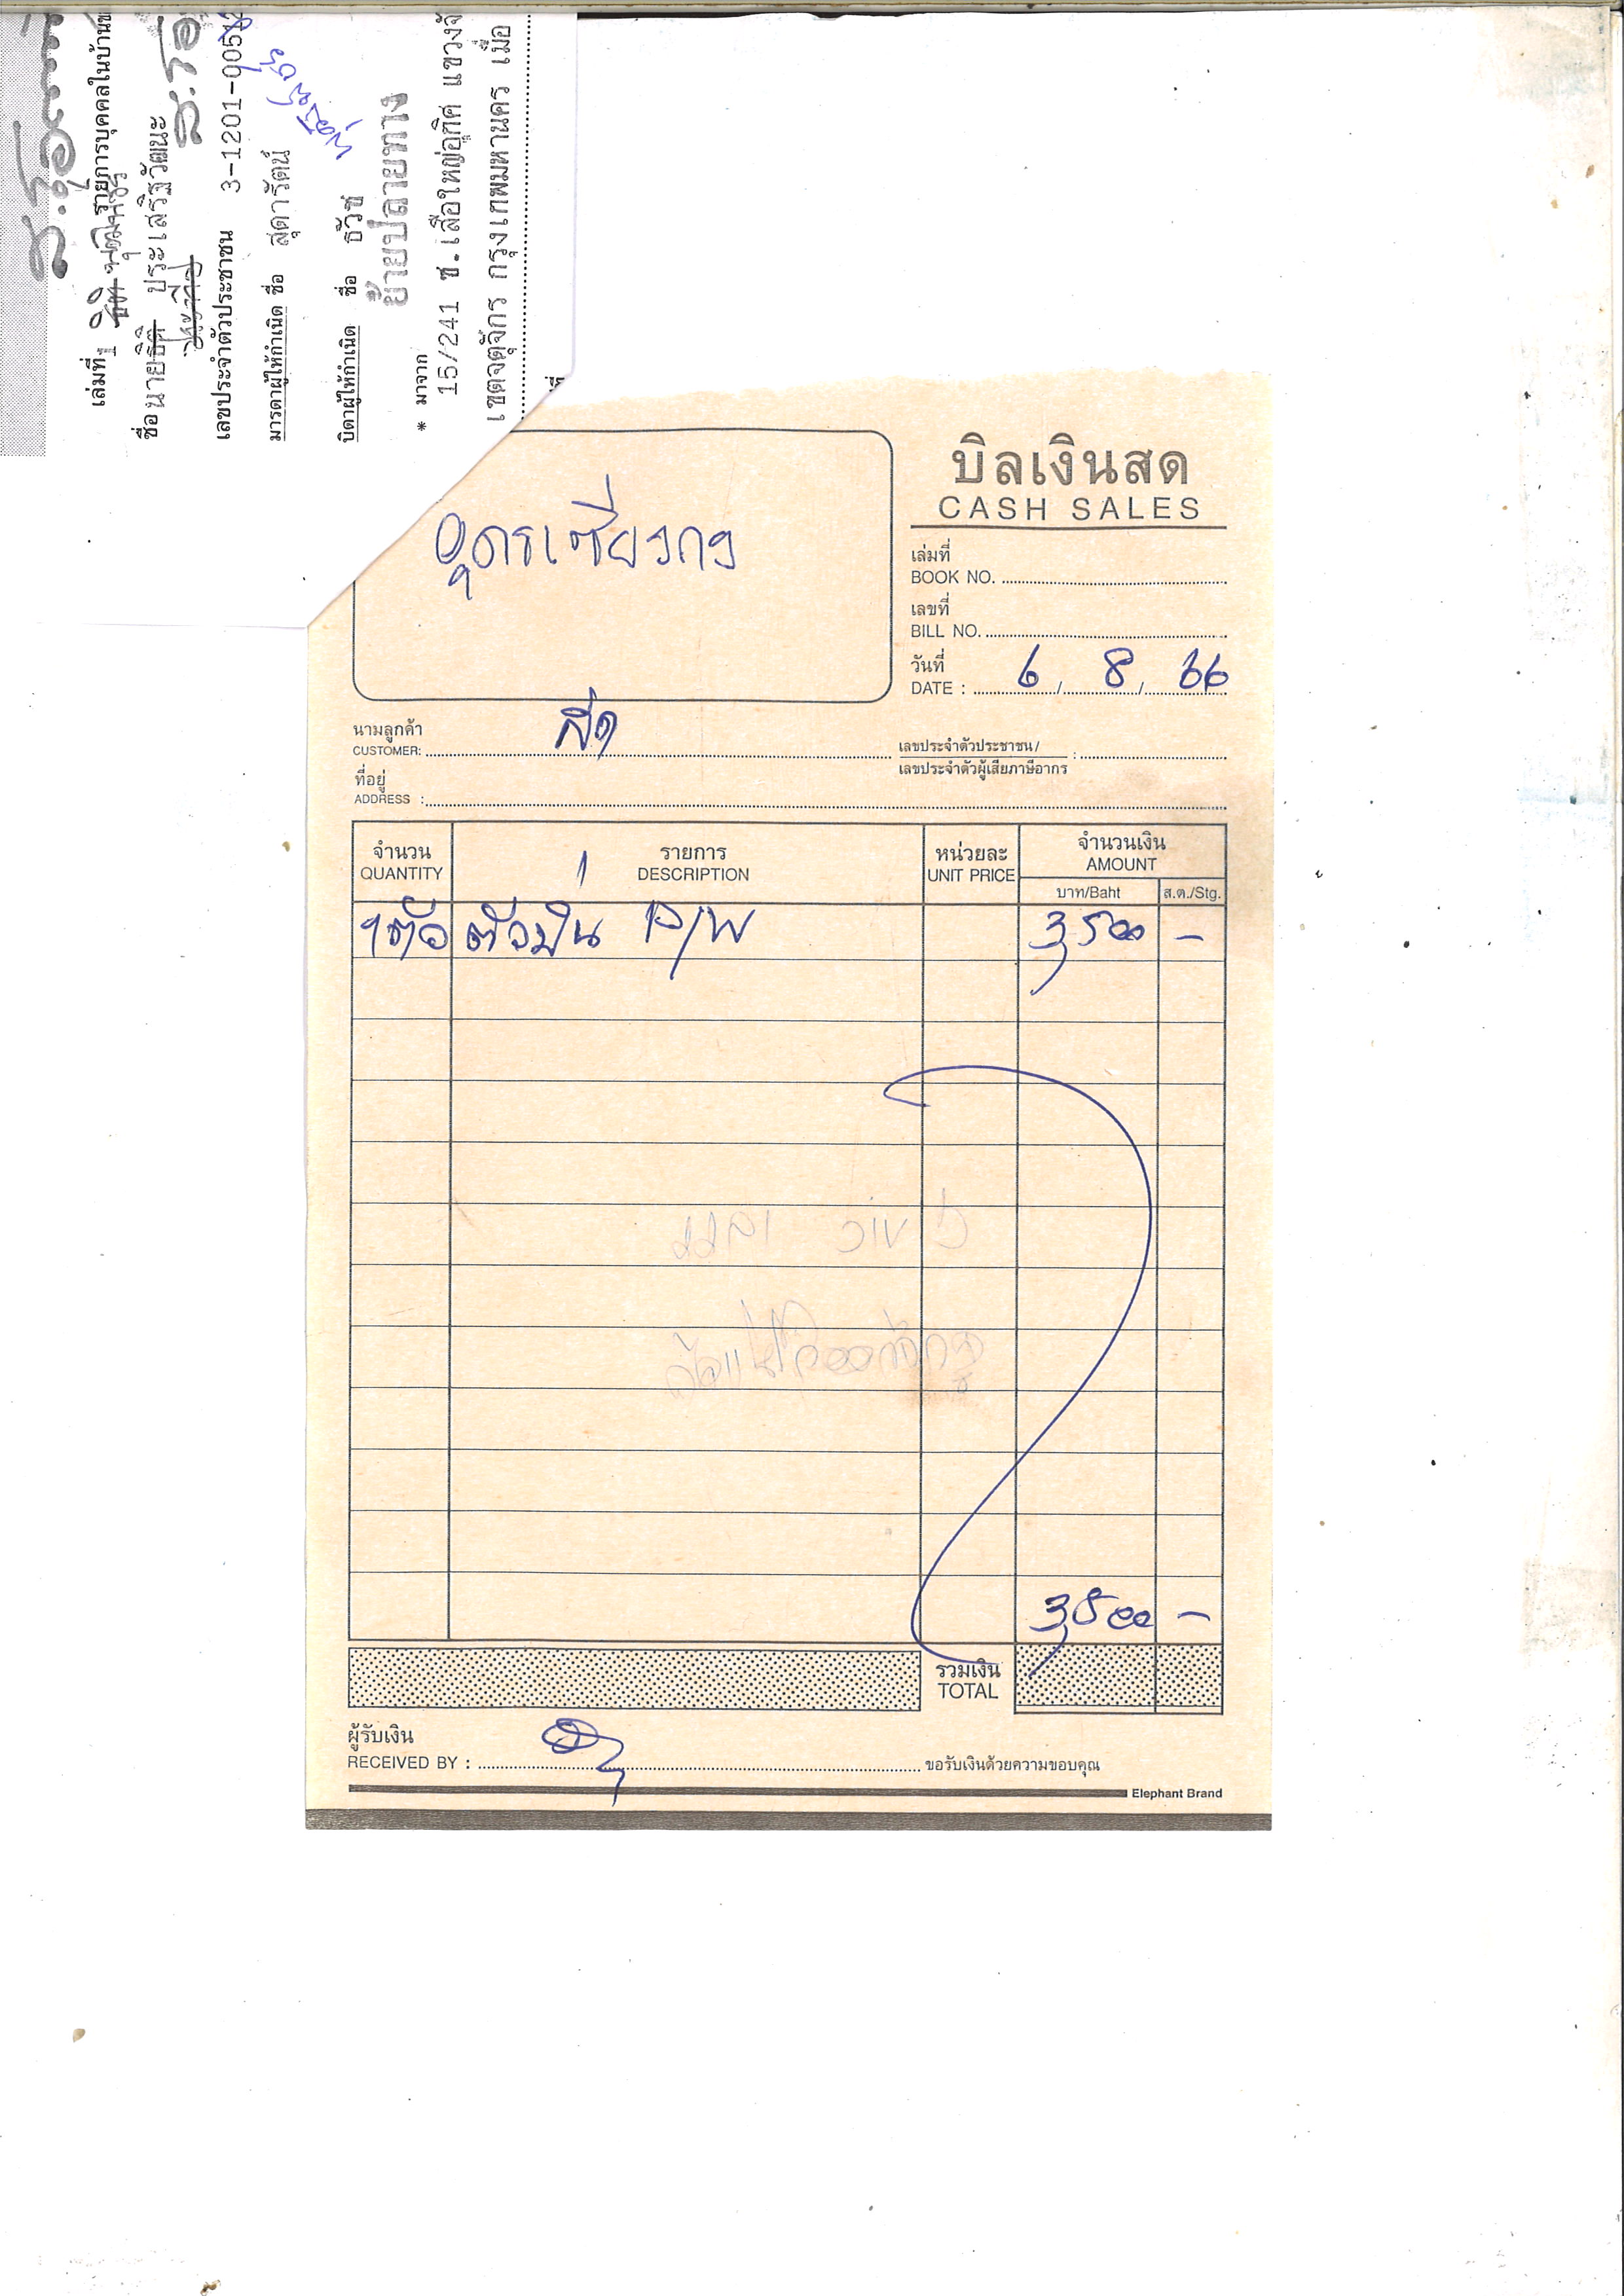 รายการบุคคลในบ้านข
เล่มที่ 1
ชื่อ นายธิติ ประเสริฐวัฒนะ
เลขประจำตัวประชาชน 3-1201-005
มารดาผู้ให้กำเนิด ชื่อ สุดารัตน์
บิดาผู้ให้กำเนิด ชื่อ ธวัช
ย้ายปลายทาง
* มาจาก
15/241 ซ.เสือใหญ่อุทิศ แขวงจั
เขตจตุจักร กรุงเทพมหานคร เมื่อ
บิลเงินสด
CASH SALES
อุดรเซียงกง
เล่มที่
BOOK NO.
เลขที่
BILL NO.
วันที่
DATE : 6 / 8 / 66
นามลูกค้า
CUSTOMER: สด
เลขประจำตัวประชาชน/ :
เลขประจำตัวผู้เสียภาษีอากร
ที่อยู่
ADDRESS :
จำนวน รายการ หน่วยละ จำนวนเงิน
QUANTITY DESCRIPTION UNIT PRICE AMOUNT
บาท/Baht ส.ต./Stg.
1ตัว ตัวปั้น P/W 3500 -
3500 -
รวมเงิน
TOTAL
ผู้รับเงิน
RECEIVED BY : ขอรับเงินด้วยความขอบคุณ
Elephant Brand